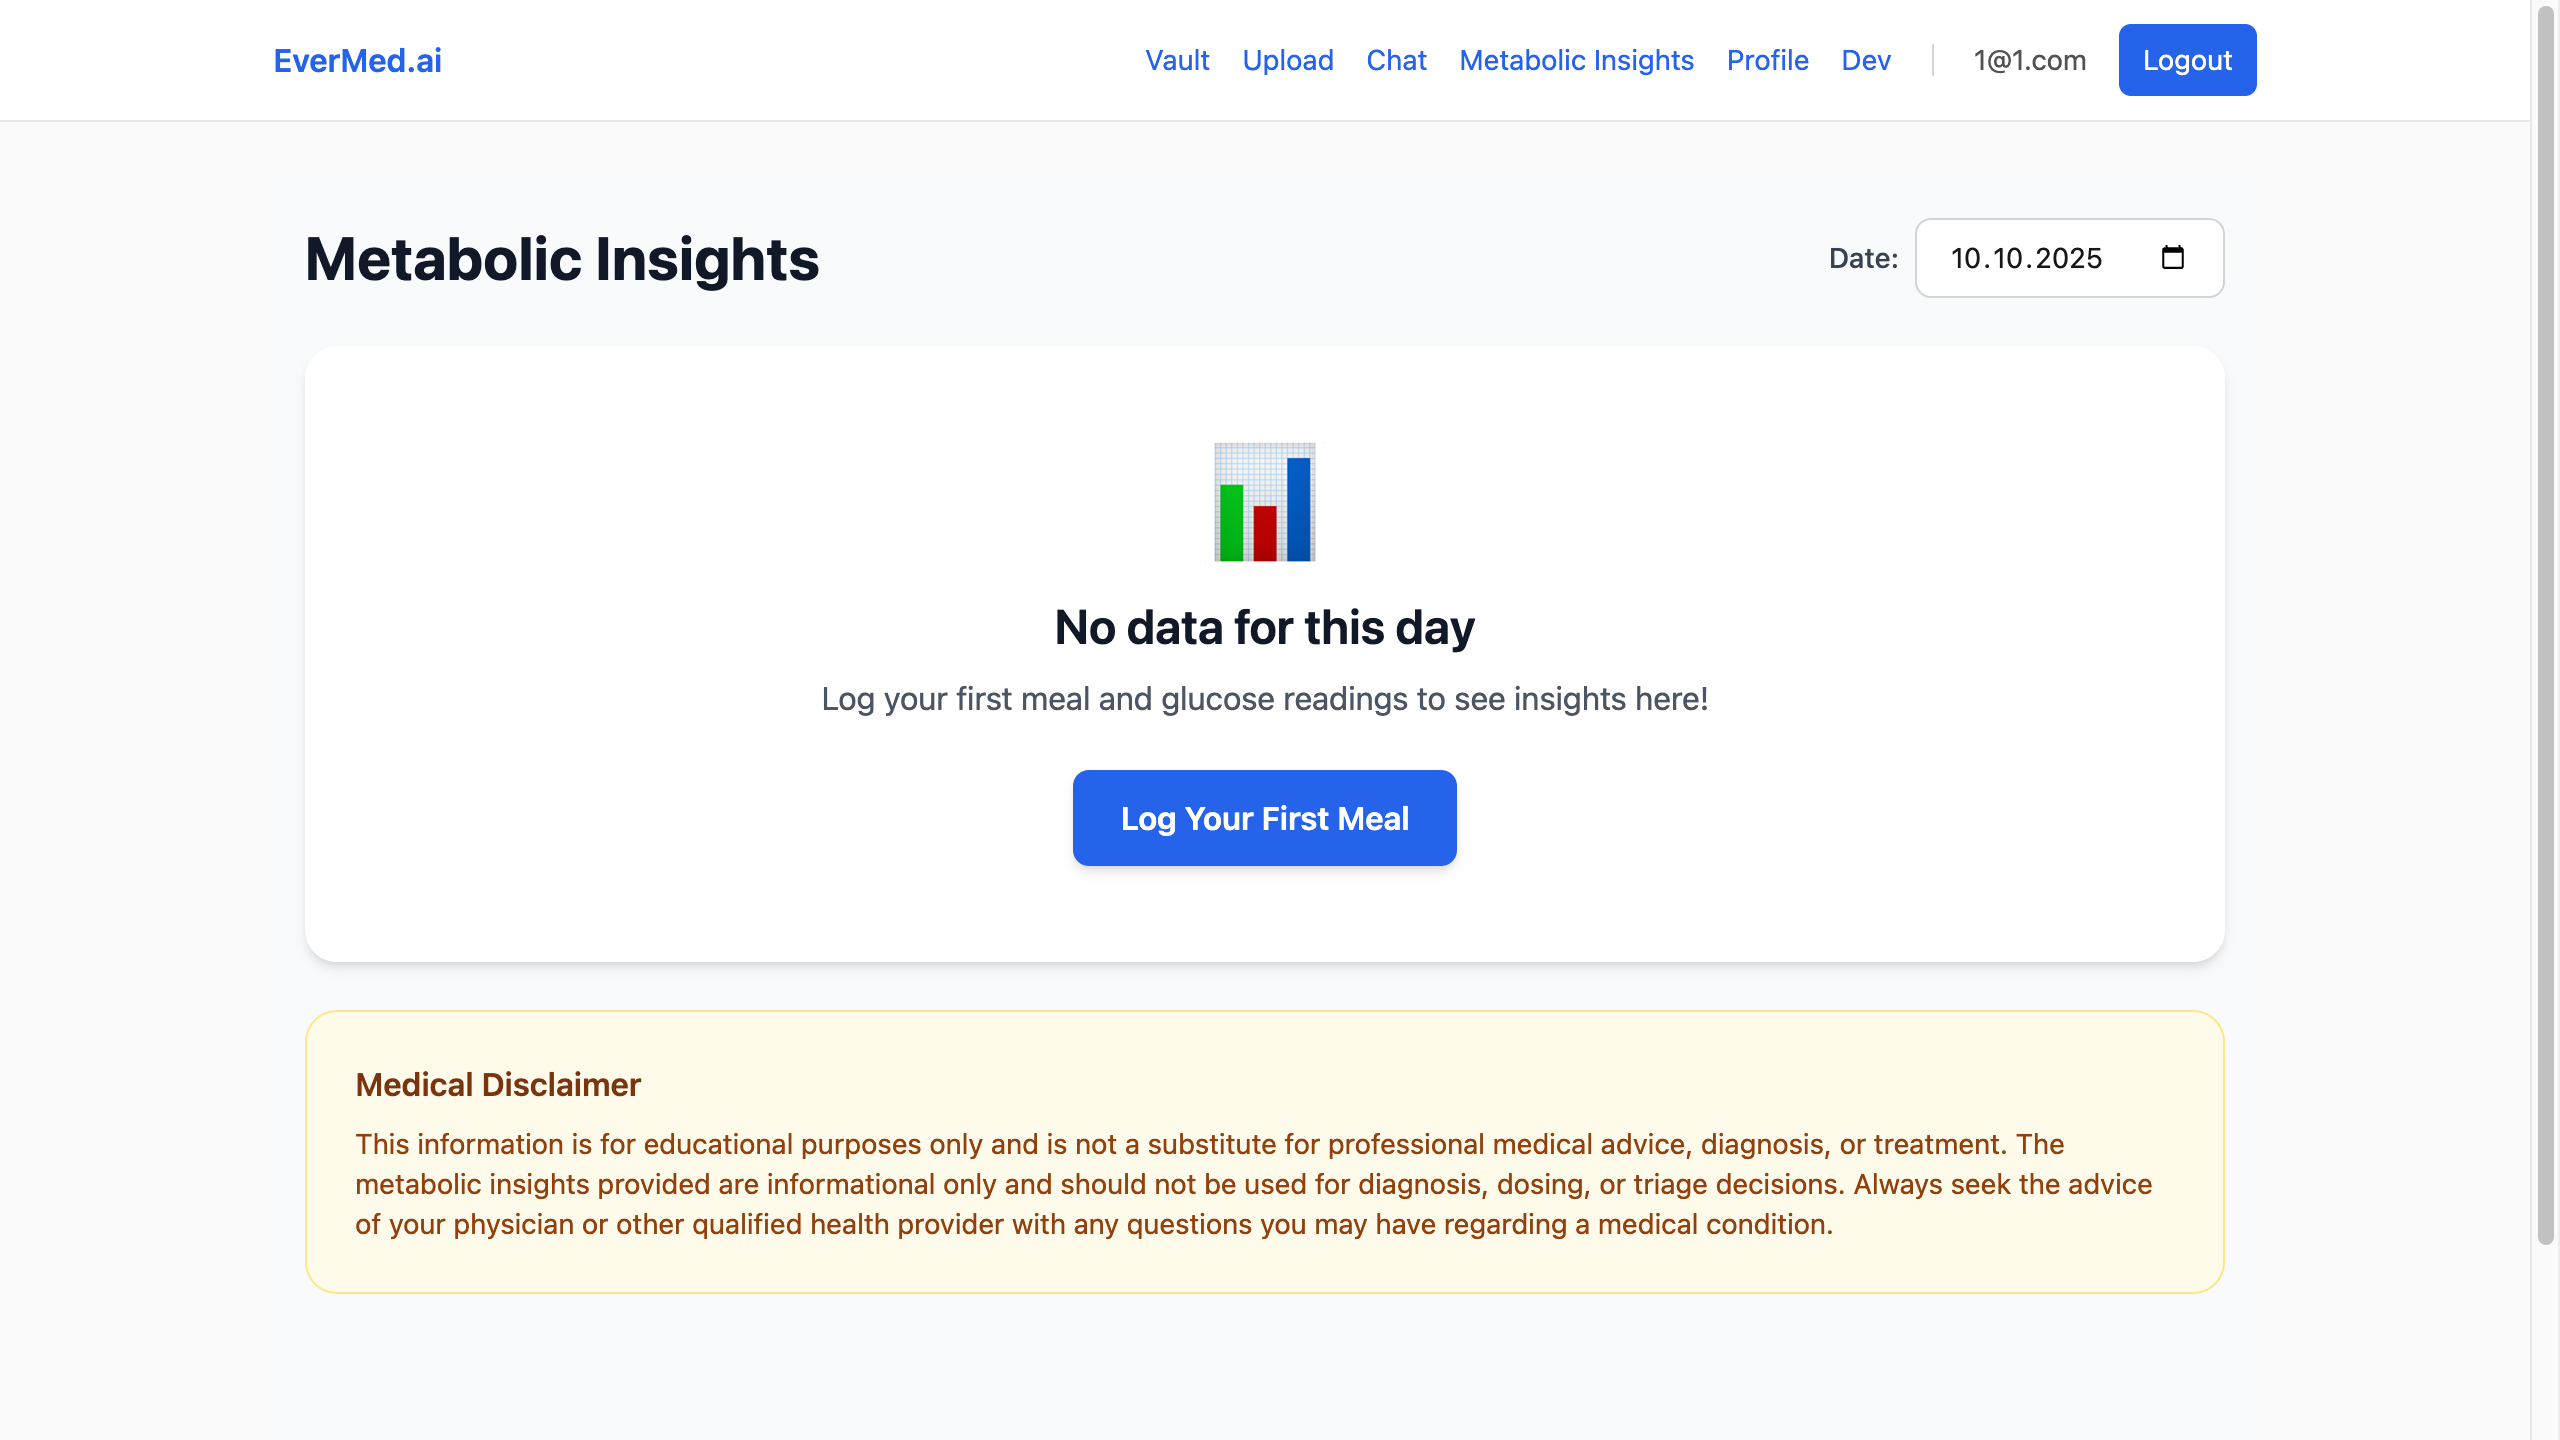 EverMed.ai
Vault Upload Chat Metabolic Insights Profile Dev 1@1.com Logout
Metabolic Insights
Date: 10.10.2025
No data for this day
Log your first meal and glucose readings to see insights here!
Log Your First Meal
Medical Disclaimer
This information is for educational purposes only and is not a substitute for professional medical advice, diagnosis, or treatment. The
metabolic insights provided are informational only and should not be used for diagnosis, dosing, or triage decisions. Always seek the advice
of your physician or other qualified health provider with any questions you may have regarding a medical condition.